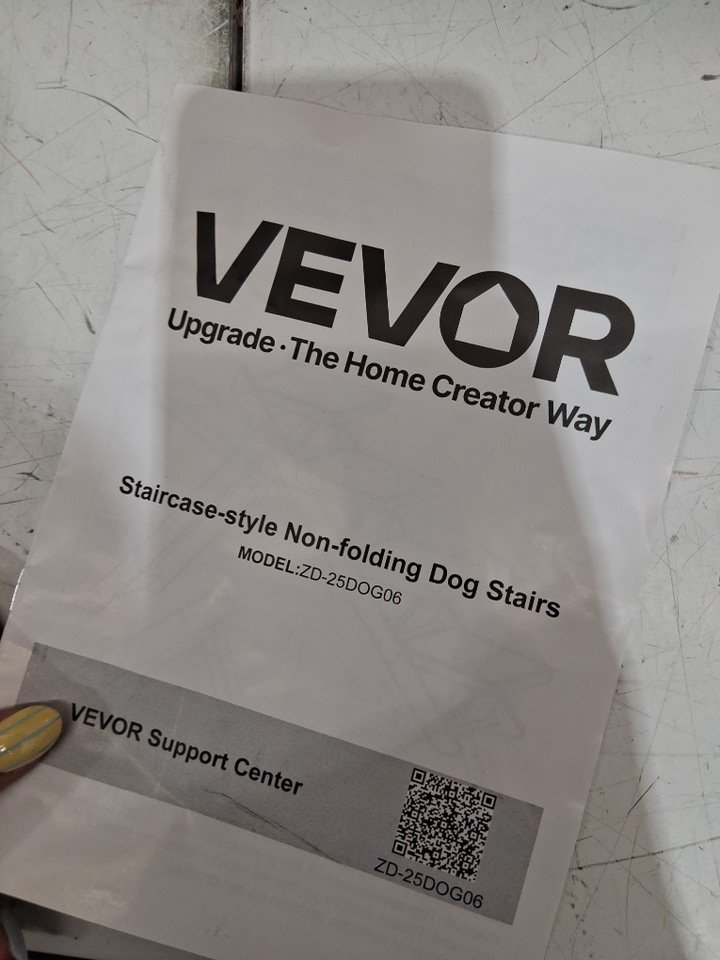 VEVOR
Upgrade·The Home Creator Way
Staircase-style Non-folding Dog Stairs
MODEL:ZD-25DOG06
VEVOR Support Center
ZD-25DOG06